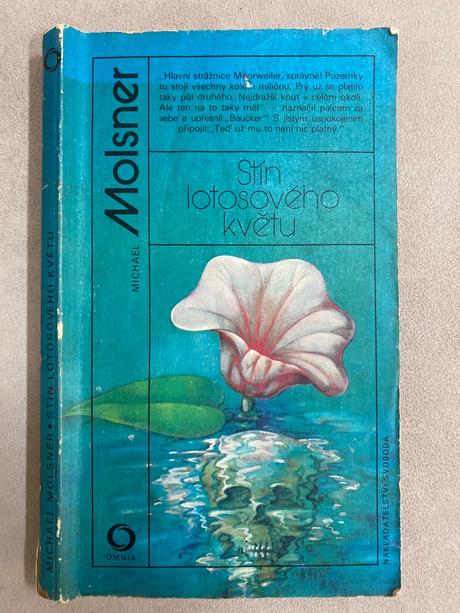 MICHAEL MOLSNER • STÍN LOTOSOVÉHO KVĚTU
MICHAEL
Molsner
„Hlavní strážnice Moorweiler, správně! Pozemky
tu stojí všechny kolem miliónu. Prý už se platilo
taky půl druhého. Nejdražší kout v celém okolí.
Ale ten na to taky měl“ — naznačil palcem za
sebe a upřesnil: „Baucker.“ S jistým uspokojením
připojil: „Teď už mu to není nic platný.“
Stín
lotosového
květu
OMNIA
NAKLADATELSTVÍ SVOBODA